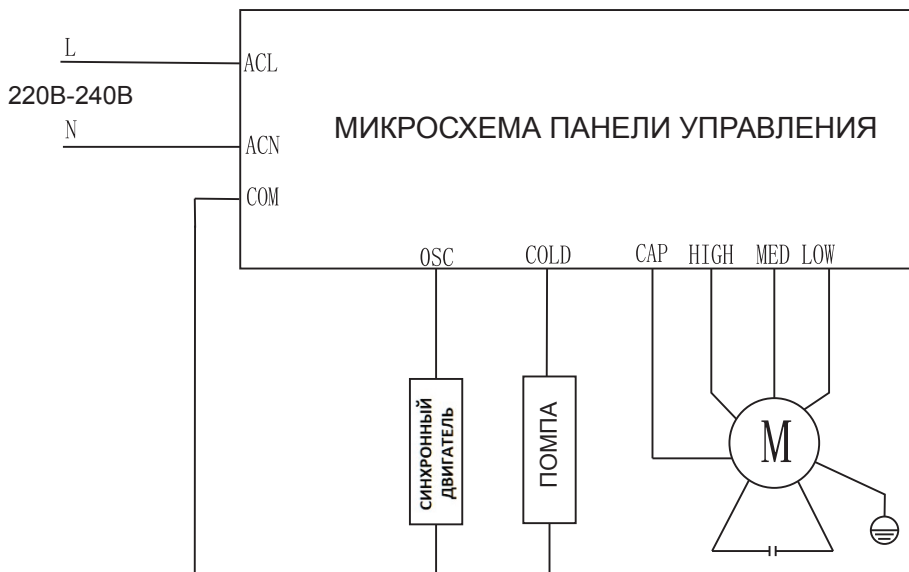 L
ACL
220В-240В
МИКРОСХЕМА ПАНЕЛИ УПРАВЛЕНИЯ
N
ACN
COM
OSC
COLD
CAP
HIGH
MED
LOW
СИНХРОННЫЙ
ДВИГАТЕЛЬ
ПОМПА
M